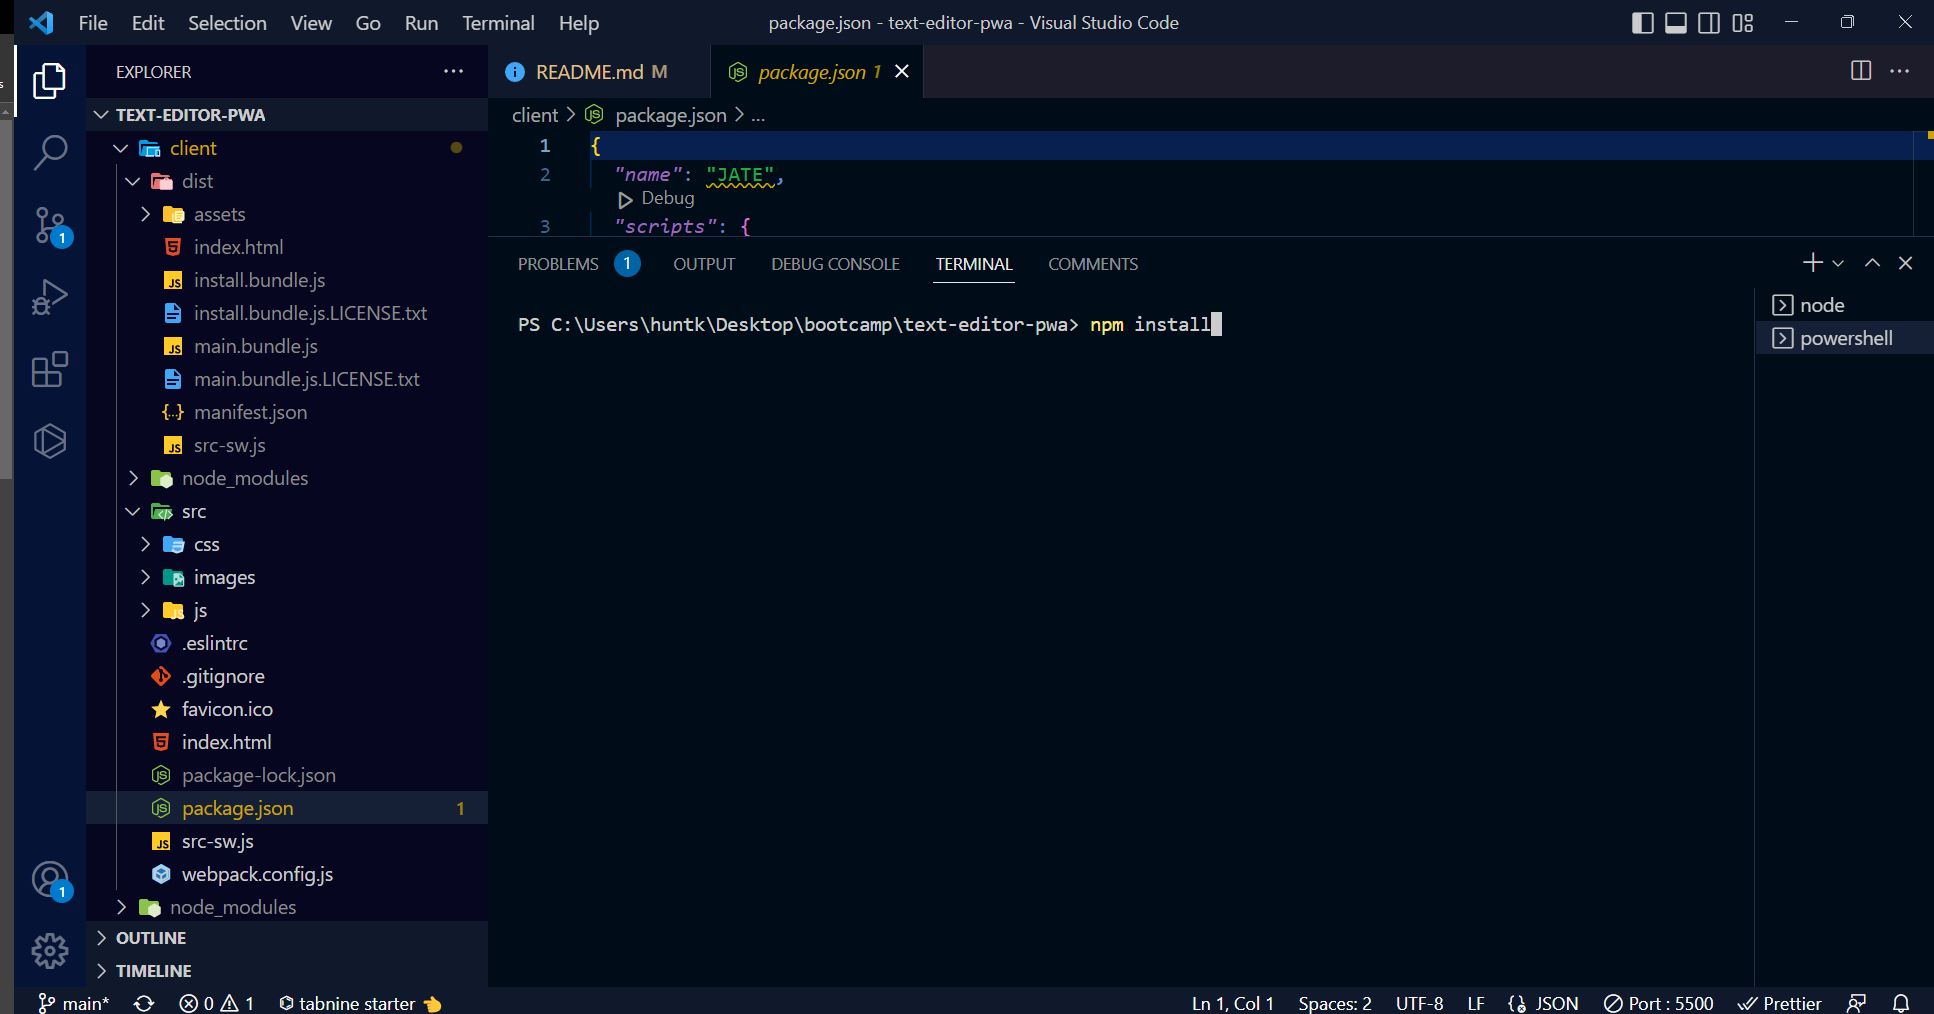 File Edit Selection View Go Run Terminal Help
package.json - text-editor-pwa - Visual Studio Code
EXPLORER
TEXT-EDITOR-PWA
client
dist
assets
index.html
install.bundle.js
install.bundle.js.LICENSE.txt
main.bundle.js
main.bundle.js.LICENSE.txt
manifest.json
src-sw.js
node_modules
src
css
images
js
.eslintrc
.gitignore
favicon.ico
index.html
package-lock.json
package.json 1
src-sw.js
webpack.config.js
node_modules
OUTLINE
TIMELINE
1
1
README.md M
package.json 1
client > package.json > ...
1 {
2 "name": "JATE",
Debug
3 "scripts": {
PROBLEMS 1 OUTPUT DEBUG CONSOLE TERMINAL COMMENTS
PS C:\Users\huntk\Desktop\bootcamp\text-editor-pwa> npm install
node
powershell
main* 0 1 tabnine starter
Ln 1, Col 1 Spaces: 2 UTF-8 LF JSON Port : 5500 Prettier